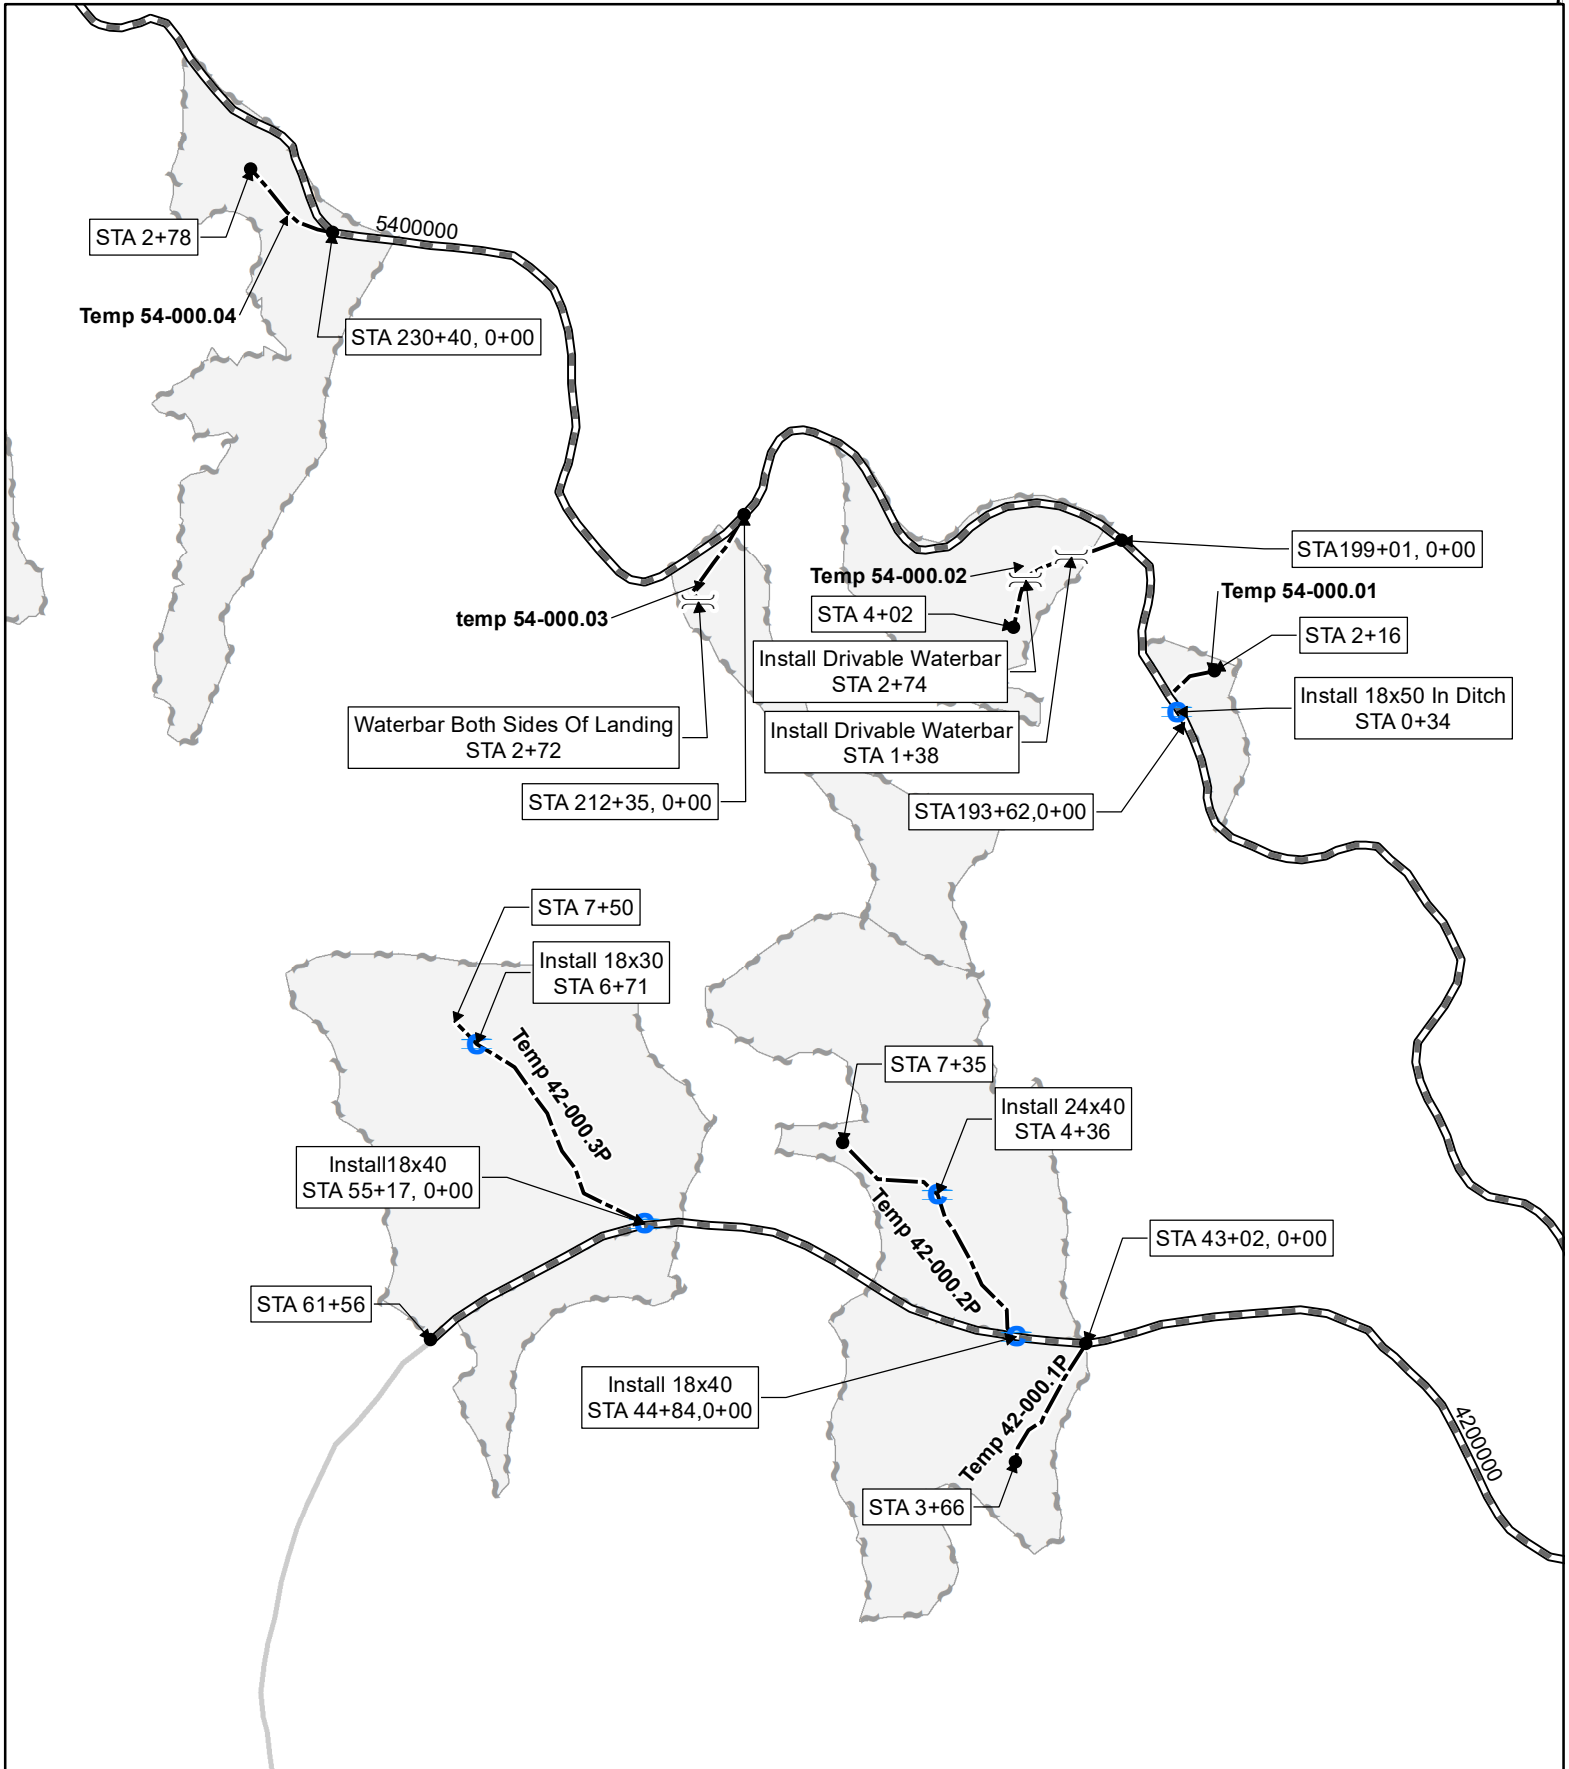 5400000
STA 2+78
Temp 54-000.04
STA 230+40, 0+00
STA199+01, 0+00
Temp 54-000.02
Temp 54-000.01
STA 4+02
temp 54-000.03
STA 2+16
Install Drivable Waterbar
STA 2+74
Install 18x50 In Ditch
STA 0+34
Waterbar Both Sides Of Landing
STA 2+72
Install Drivable Waterbar
STA 1+38
STA 212+35, 0+00
STA193+62,0+00
STA 7+50
Install 18x30
STA 6+71
Temp 42-000.3P
STA 7+35
Install 24x40
STA 4+36
Install18x40
STA 55+17, 0+00
Temp 42-000.2P
STA 43+02, 0+00
STA 61+56
Install 18x40
STA 44+84,0+00
Temp 42-000.1P
4200000
STA 3+66